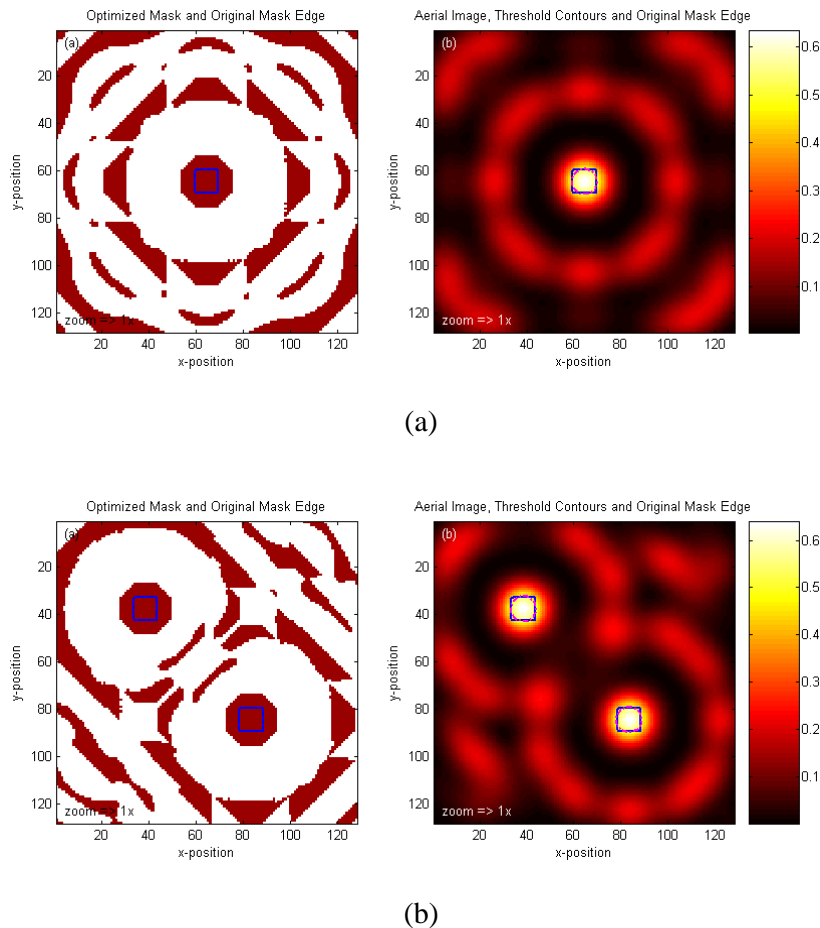 Optimized Mask and Original Mask Edge
(a)
20
40
60
80
100
120
y-position
zoom => 1x
20 40 60 80 100 120
x-position
Aerial Image, Threshold Contours and Original Mask Edge
(b)
20
40
60
80
100
120
y-position
zoom => 1x
20 40 60 80 100 120
x-position
0.6
0.5
0.4
0.3
0.2
0.1
(a)
Optimized Mask and Original Mask Edge
(a)
20
40
60
80
100
120
y-position
zoom => 1x
20 40 60 80 100 120
x-position
Aerial Image, Threshold Contours and Original Mask Edge
(b)
20
40
60
80
100
120
y-position
zoom => 1x
20 40 60 80 100 120
x-position
0.6
0.5
0.4
0.3
0.2
0.1
(b)